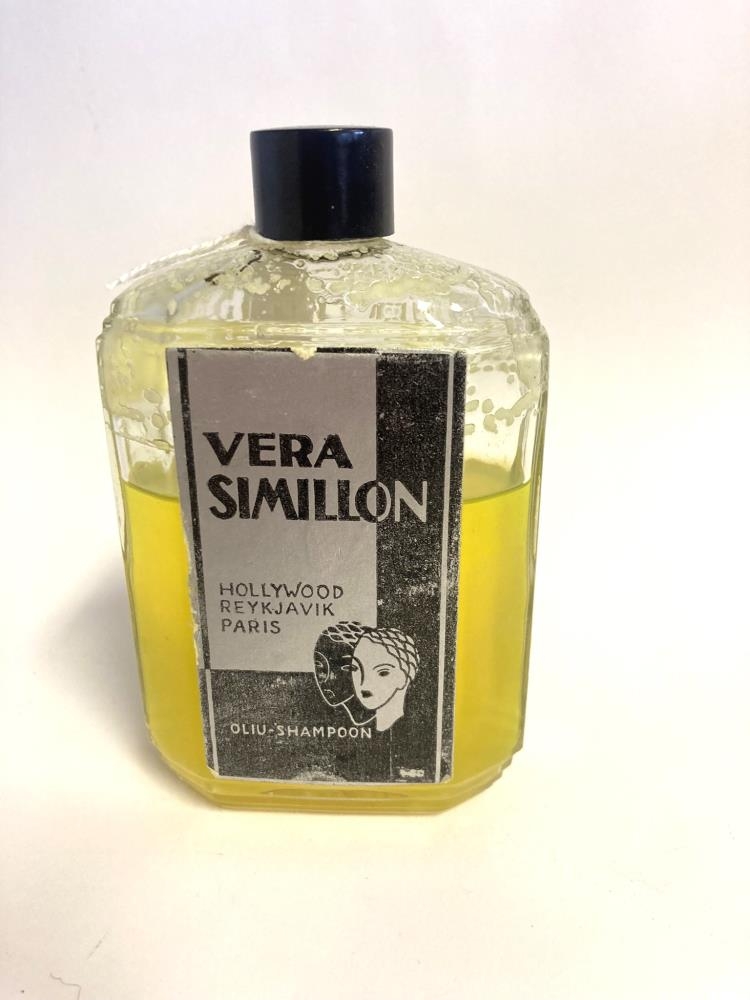 VERA
SIMILLON
HOLLYWOOD
REYKJAVIK
PARIS
OLIU-SHAMPOON